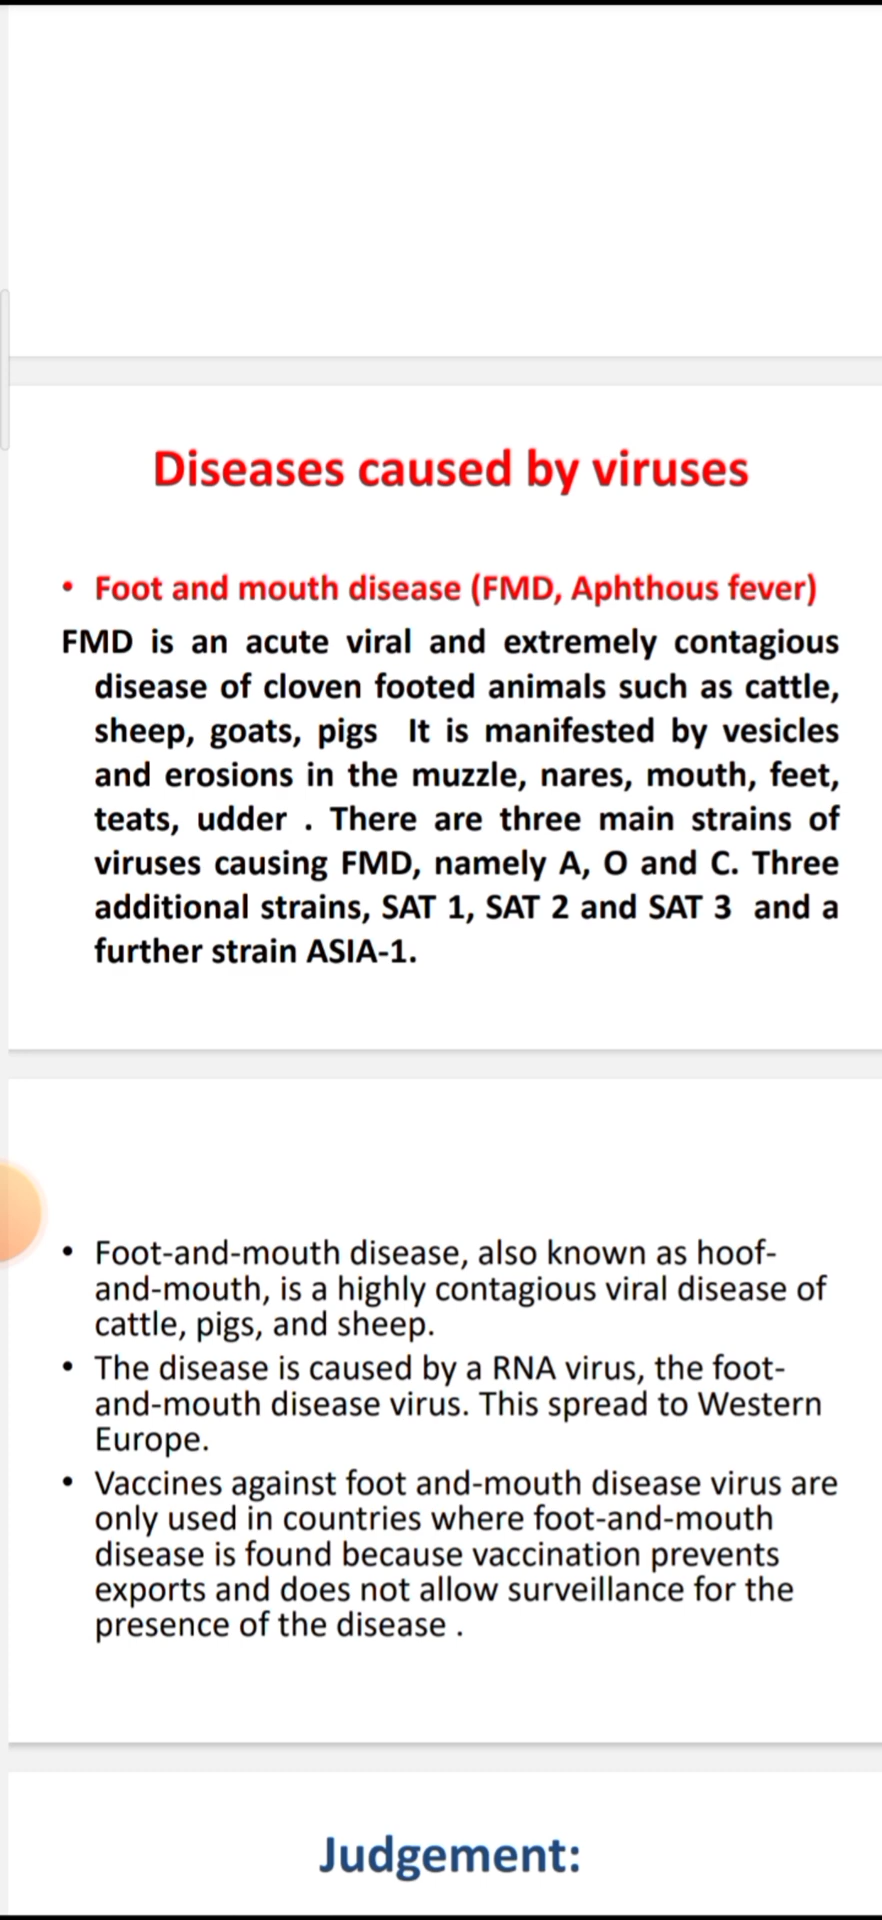 Diseases caused by viruses
• Foot and mouth disease (FMD, Aphthous fever)
FMD is an acute viral and extremely contagious
disease of cloven footed animals such as cattle,
sheep, goats, pigs It is manifested by vesicles
and erosions in the muzzle, nares, mouth, feet,
teats, udder . There are three main strains of
viruses causing FMD, namely A, O and C. Three
additional strains, SAT 1, SAT 2 and SAT 3 and a
further strain ASIA-1.
• Foot-and-mouth disease, also known as hoof-
and-mouth, is a highly contagious viral disease of
cattle, pigs, and sheep.
• The disease is caused by a RNA virus, the foot-
and-mouth disease virus. This spread to Western
Europe.
• Vaccines against foot and-mouth disease virus are
only used in countries where foot-and-mouth
disease is found because vaccination prevents
exports and does not allow surveillance for the
presence of the disease .
Judgement: